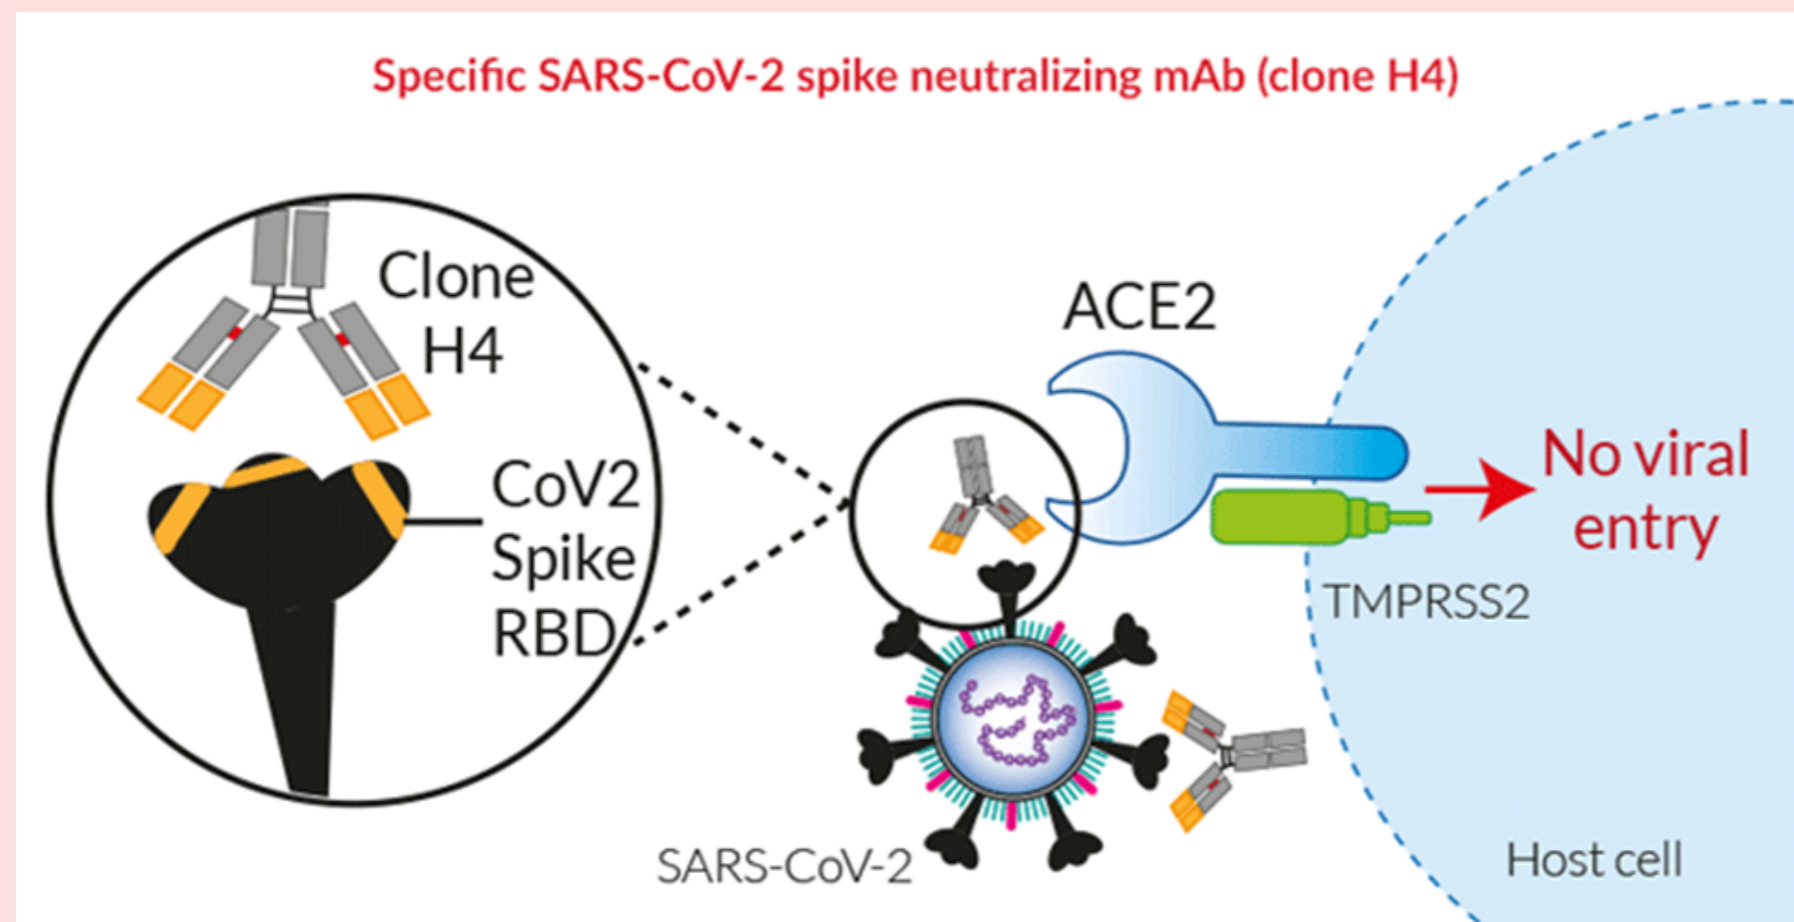 Specific SARS-CoV-2 spike neutralizing mAb (clone H4)
Clone
H4
CoV2
Spike
RBD
ACE2
No viral
entry
TMPRSS2
SARS-CoV-2
Host cell